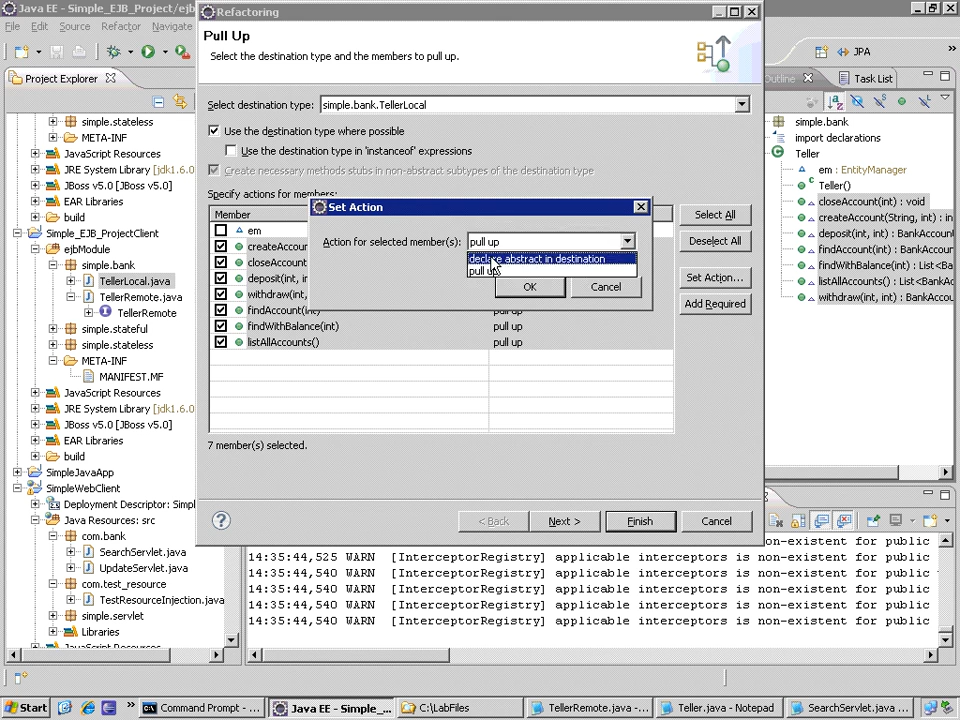 Java EE - Simple_EJB_Project/ejb
File Edit Source Refactor Navigate
Project Explorer
simple.stateless
META-INF
JavaScript Resources
JRE System Library [jdk1.6.0
JBoss v5.0 [JBoss v5.0]
EAR Libraries
build
Simple_EJB_ProjectClient
ejbModule
simple.bank
TellerLocal.java
TellerRemote.java
TellerRemote
simple.stateful
simple.stateless
META-INF
MANIFEST.MF
JavaScript Resources
JRE System Library [jdk1.6.0
JBoss v5.0 [JBoss v5.0]
EAR Libraries
build
SimpleJavaApp
SimpleWebClient
Deployment Descriptor: Simpl
Java Resources: src
com.bank
SearchServlet.java
UpdateServlet.java
com.test_resource
TestResourceInjection.java
simple.servlet
Libraries
JavaScript Resources
Refactoring
Pull Up
Select the destination type and the members to pull up.
Select destination type: simple.bank.TellerLocal
Use the destination type where possible
Use the destination type in 'instanceof' expressions
Create necessary methods stubs in non-abstract subtypes of the destination type
Specify actions for members:
Member
em
createAccour
closeAccount
deposit(int, in
withdraw(int,
findAccount(int) pull up
findWithBalance(int) pull up
listAllAccounts() pull up
7 member(s) selected.
Select All
Deselect All
Set Action...
Add Required
Set Action
Action for selected member(s): pull up
declare abstract in destination
pull up
OK Cancel
< Back Next > Finish Cancel
JPA
Outline Task List
simple.bank
import declarations
Teller
em : EntityManager
Teller()
closeAccount(int) : void
createAccount(String, int) :
deposit(int, int) : BankAccou
findAccount(int) : BankAccou
findWithBalance(int) : List<B
listAllAccounts() : List<BankA
withdraw(int, int) : BankAcco
non-existent for public
14:35:44,525 WARN [InterceptorRegistry] applicable interceptors is non-existent for public
14:35:44,540 WARN [InterceptorRegistry] applicable interceptors is non-existent for public
14:35:44,540 WARN [InterceptorRegistry] applicable interceptors is non-existent for public
14:35:44,540 WARN [InterceptorRegistry] applicable interceptors is non-existent for public
14:35:44,540 WARN [InterceptorRegistry] applicable interceptors is non-existent for public
Start Command Prompt - ... Java EE - Simple_... C:\LabFiles TellerRemote.java -... Teller.java - Notepad SearchServlet.java ...